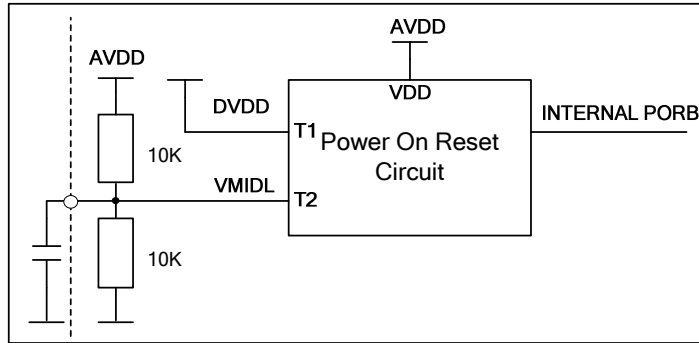 AVDD
AVDD
DVDD
VDD
INTERNAL PORB
T1
Power On Reset
Circuit
10K
VMIDL
T2
10K